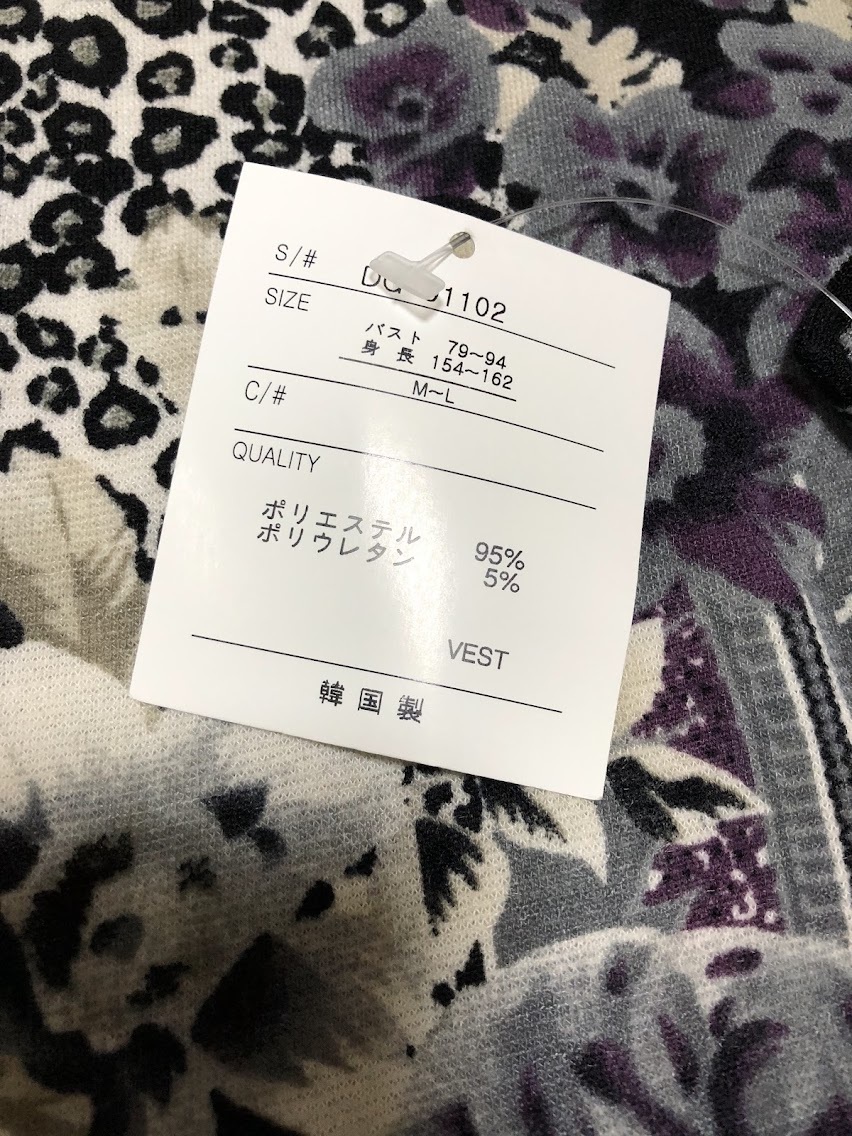 S/#
SIZE
バスト 79~94
身長 154~162
M~L
C/#
QUALITY
ポリエステル 95%
ポリウレタン 5%
VEST
韓国製